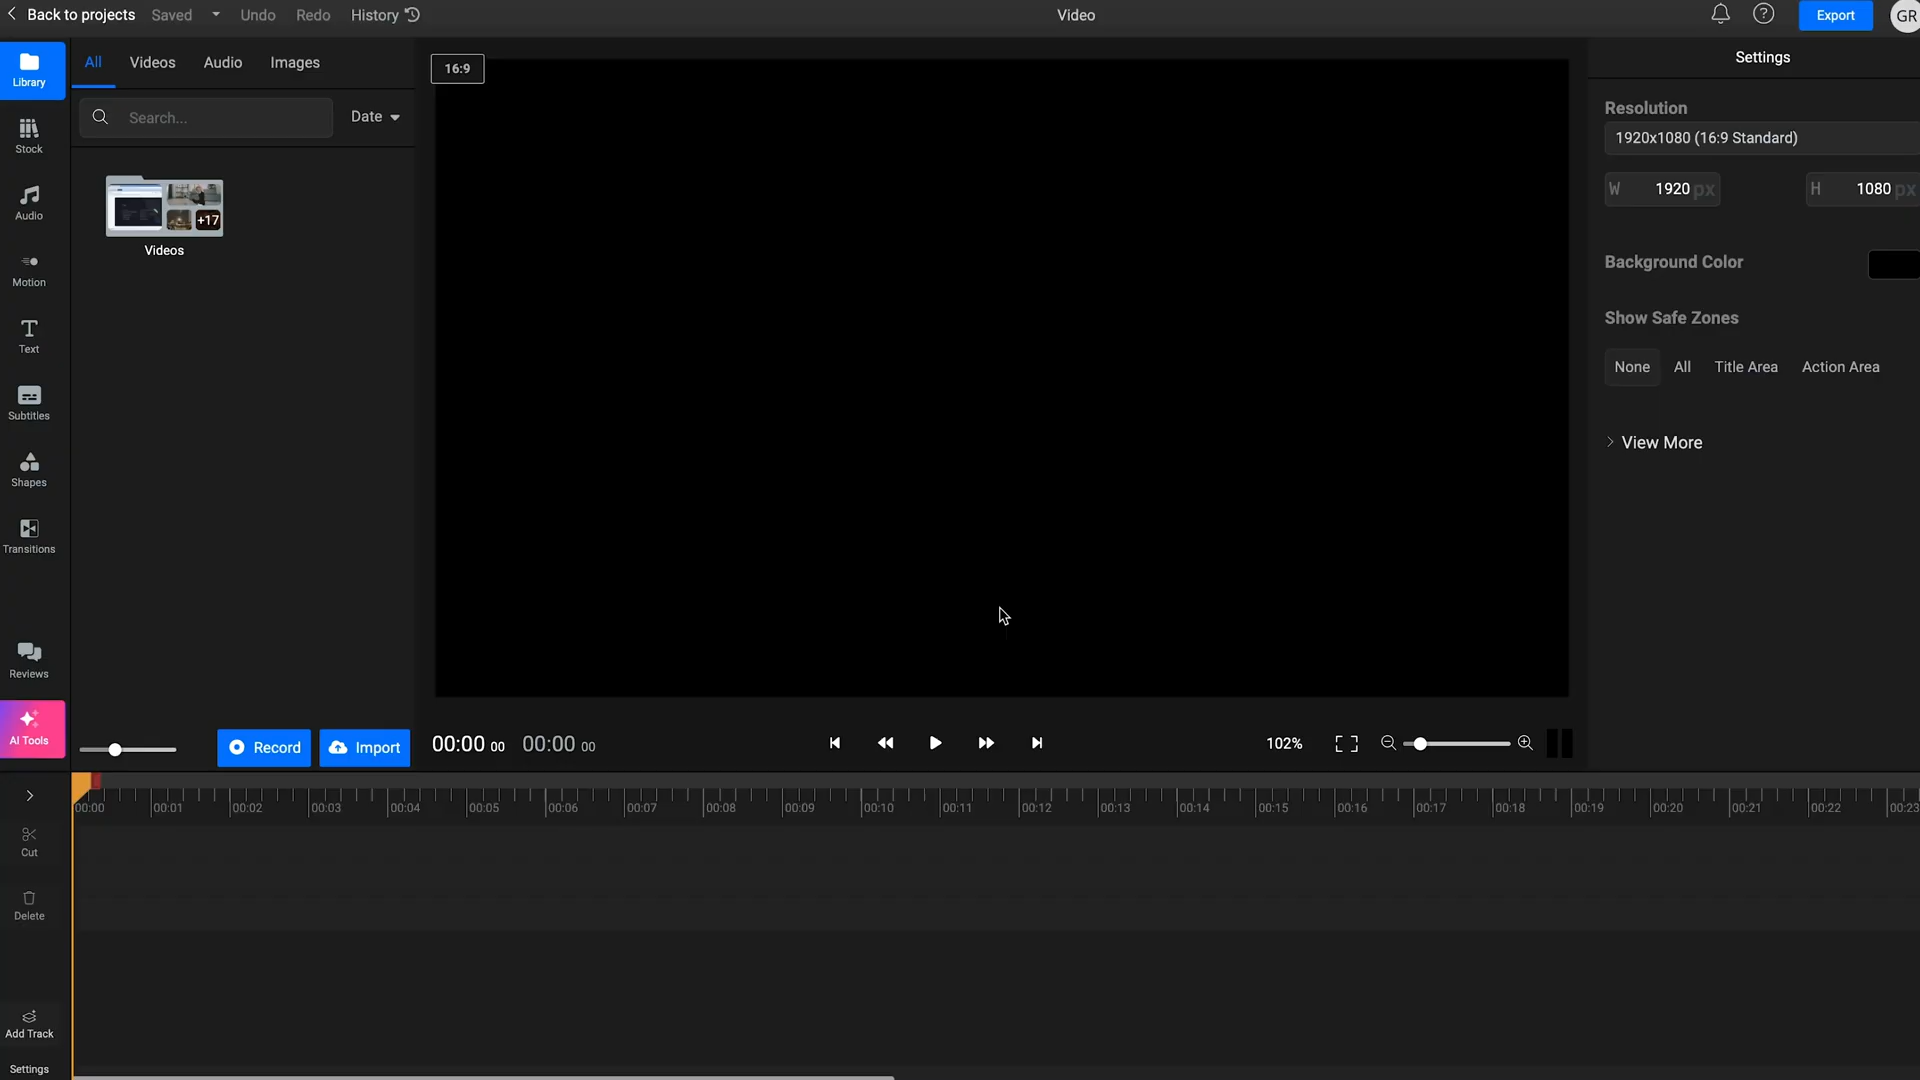 Back to projects Saved Undo Redo History
Video
Export GR
Library
All Videos Audio Images
16:9
Search... Date
+17
Videos
Stock
Audio
Motion
Text
Subtitles
Shapes
Transitions
Reviews
AI Tools
Settings
Resolution
1920x1080 (16:9 Standard)
W 1920 px H 1080 px
Background Color
Show Safe Zones
None All Title Area Action Area
View More
Record Import
00:00 00 00:00 00
102%
00:00 00:01 00:02 00:03 00:04 00:05 00:06 00:07 00:08 00:09 00:10 00:11 00:12 00:13 00:14 00:15 00:16 00:17 00:18 00:19 00:20 00:21 00:22 00:23
Cut
Delete
Add Track
Settings